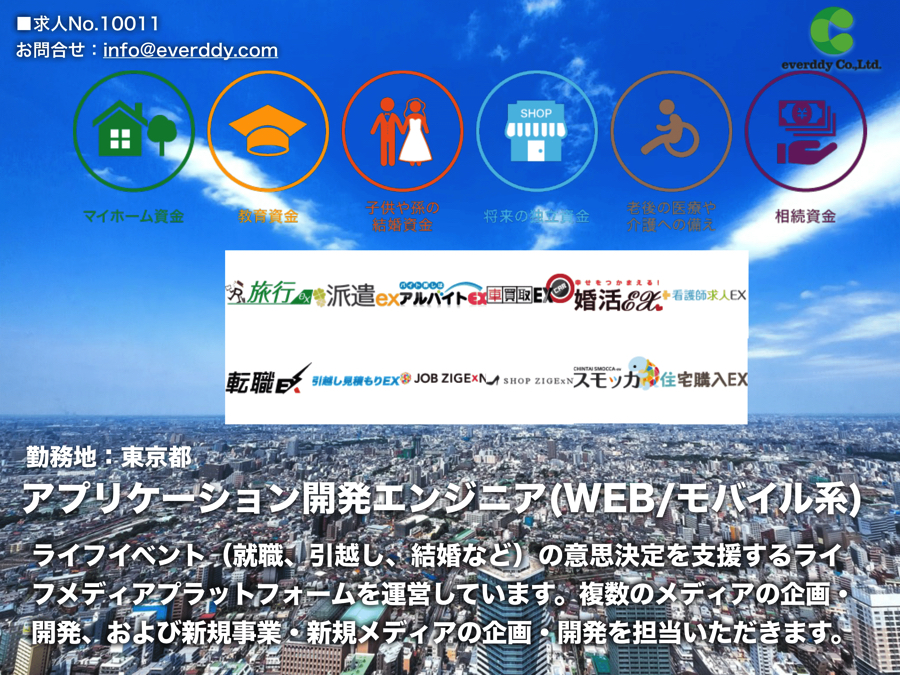 ■求人No.10011
お問合せ：info@everddy.com
everddy Co.,Ltd.
SHOP
マイホーム資金
教育資金
子供や孫の
結婚資金
将来の独立資金
老後の医療や
介護への備え
相続資金
旅行EX
派遣ex
バイト探しは
アルバイトEX
車買取EX
幸せをつかまえる！
婚活EX
看護師求人EX
転職EX
引越し見積もりEX
JOB ZIGExN
SHOP ZIGExN
CHINTAI SMOCCA-ex
スモッカ
住宅購入EX
勤務地：東京都
アプリケーション開発エンジニア(WEB/モバイル系)
ライフイベント（就職、引越し、結婚など）の意思決定を支援するライ
フメディアプラットフォームを運営しています。複数のメディアの企画・
開発、および新規事業・新規メディアの企画・開発を担当いただきます。